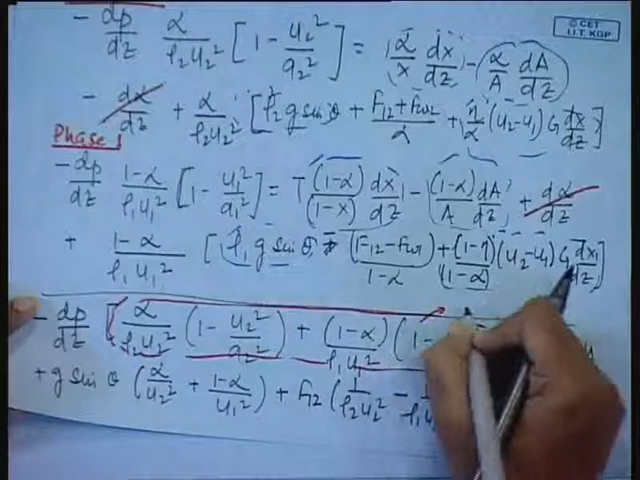 © CET
I.I.T. KGP
- dp/dz α/ρ₂u₂² [1 - u₂²/a₂²] = α/x dx/dz - (α/A dA/dz)
- dα/dz + α/ρ₂u₂² [ρ₂ g sin θ + (F₁₂ + Fw₂)/α + η/α (u₂-u₁) G dx/dz]
Phase 1
- dp/dz (1-α)/ρ₁u₁² [1 - u₁²/a₁²] = -(1-α)/(1-x) dx/dz - (1-α)/A dA/dz + dα/dz
+ (1-α)/ρ₁u₁² [ρ₁ g sin θ - (F₁₂-Fw₁)/(1-α) + (1-η)/(1-α) (u₂-u₁) G dx/dz]
- dp/dz [α/ρ₂u₂² (1 - u₂²/a₂²) + (1-α)/ρ₁u₁² (1 -
+ g sin θ (α/u₂² + (1-α)/u₁²) + F₁₂ (1/ρ₂u₂² - 1/ρ₁u